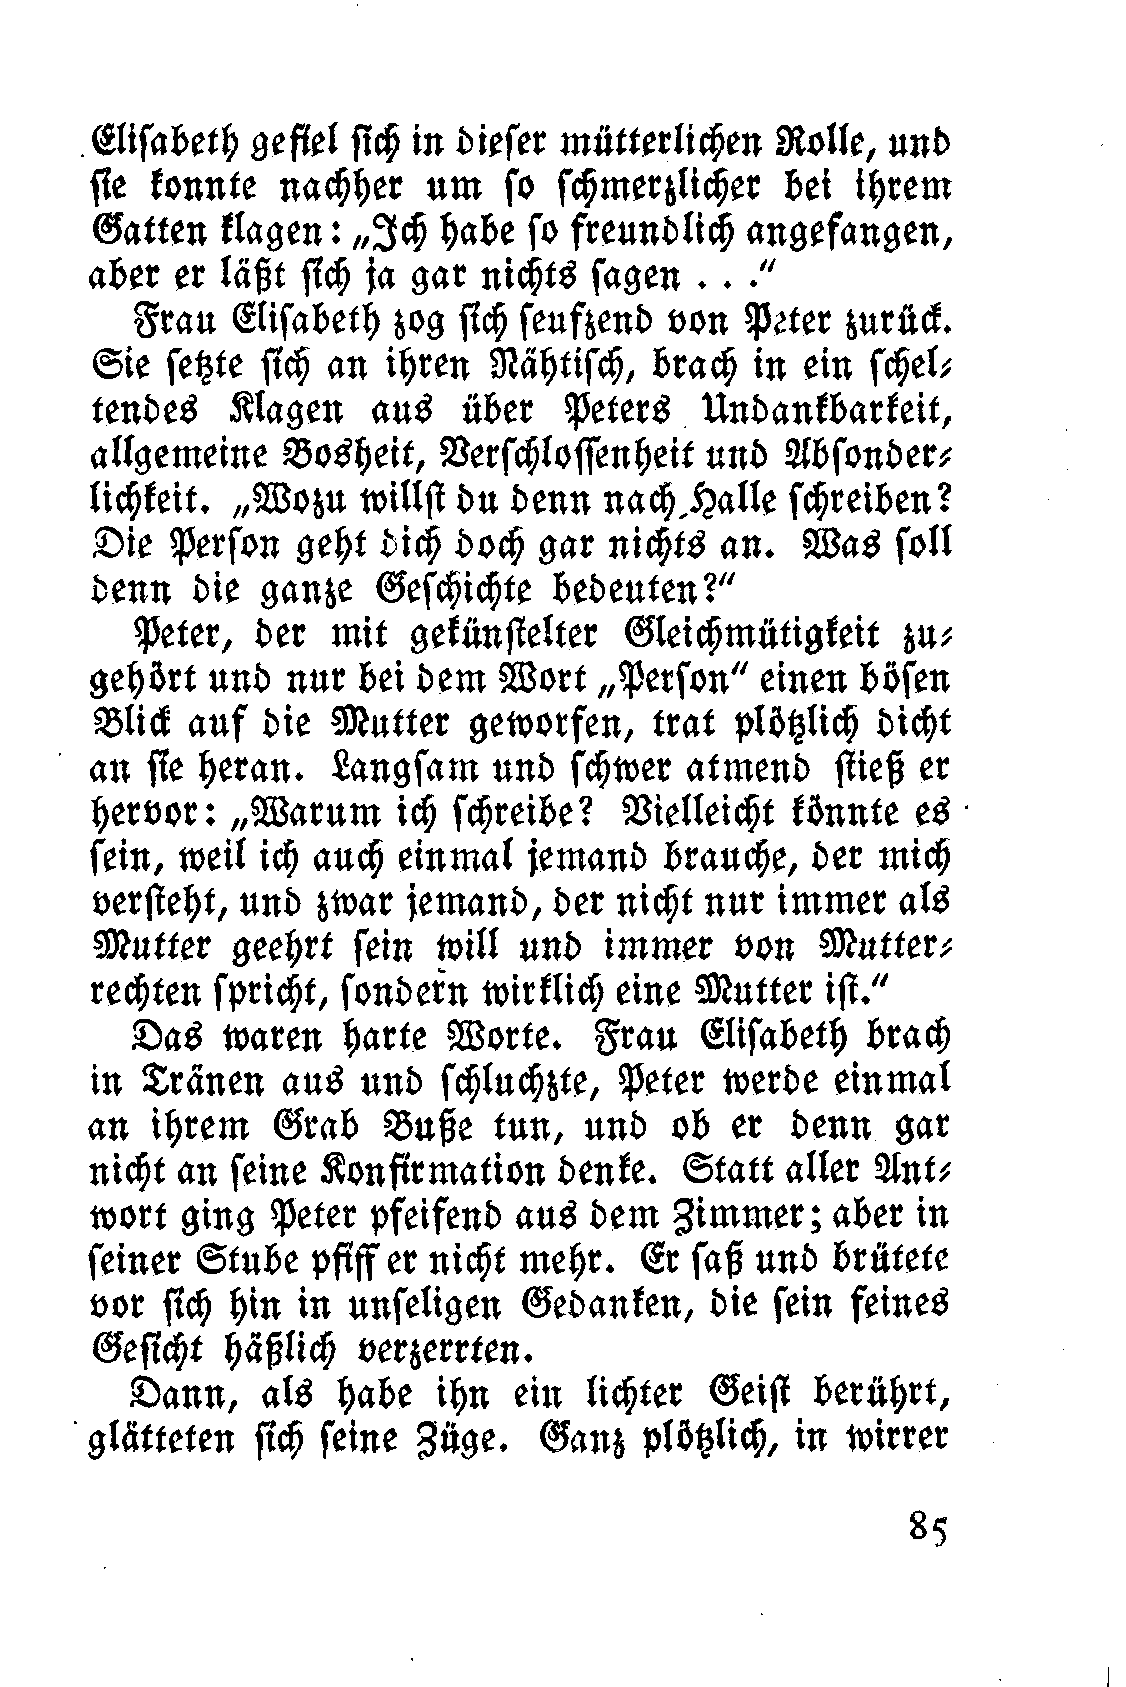 Elisabeth gefiel sich in dieser mütterlichen Rolle, und
sie konnte nachher um so schmerzlicher bei ihrem
Gatten klagen: „Ich habe so freundlich angefangen,
aber er läßt sich ja gar nichts sagen . . .“
Frau Elisabeth zog sich seufzend von Peter zurück.
Sie setzte sich an ihren Nähtisch, brach in ein schel-
tendes Klagen aus über Peters Undankbarkeit,
allgemeine Bosheit, Verschlossenheit und Absonder-
lichkeit. „Wozu willst du denn nach Halle schreiben?
Die Person geht dich doch gar nichts an. Was soll
denn die ganze Geschichte bedeuten?“
Peter, der mit gekünstelter Gleichmütigkeit zu-
gehört und nur bei dem Wort „Person“ einen bösen
Blick auf die Mutter geworfen, trat plötzlich dicht
an sie heran. Langsam und schwer atmend stieß er
hervor: „Warum ich schreibe? Vielleicht könnte es
sein, weil ich auch einmal jemand brauche, der mich
versteht, und zwar jemand, der nicht nur immer als
Mutter geehrt sein will und immer von Mutter-
rechten spricht, sondern wirklich eine Mutter ist.“
Das waren harte Worte. Frau Elisabeth brach
in Tränen aus und schluchzte, Peter werde einmal
an ihrem Grab Buße tun, und ob er denn gar
nicht an seine Konfirmation denke. Statt aller Ant-
wort ging Peter pfeifend aus dem Zimmer; aber in
seiner Stube pfiff er nicht mehr. Er saß und brütete
vor sich hin in unseligen Gedanken, die sein feines
Gesicht häßlich verzerrten.
Dann, als habe ihn ein lichter Geist berührt,
glätteten sich seine Züge. Ganz plötzlich, in wirrer
85